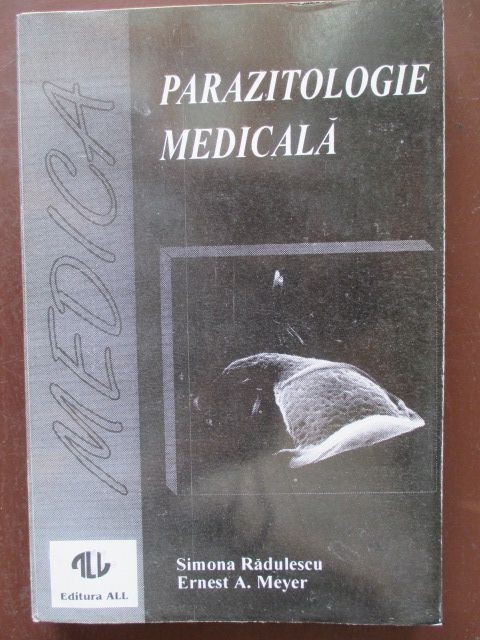 PARAZITOLOGIE
MEDICALĂ
MEDICA
Simona Rădulescu
Ernest A. Meyer
ALL
Editura ALL